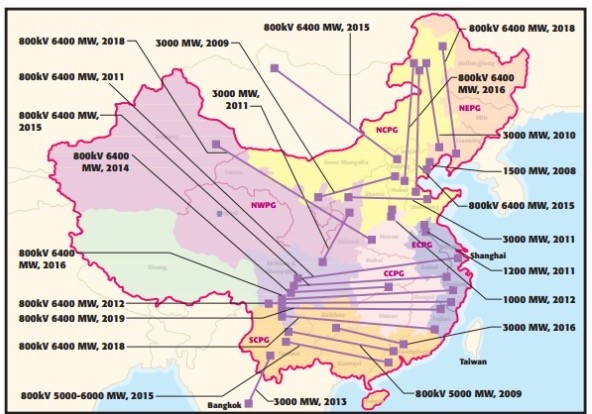 800kV 6400 MW, 2015
800kV 6400 MW, 2018
800kV 6400 MW, 2018
3000 MW, 2009
800kV 6400 MW, 2011
800kV 6400
MW, 2016
3000 MW,
2011
NEPG
800kV 6400 MW,
2015
NCPG
3000 MW, 2010
800kV 6400
MW, 2014
1500 MW, 2008
NWPG
800kV 6400 MW, 2015
3000 MW, 2011
ECPG
Shanghai
800kV 6400
MW, 2016
CCPG
1200 MW, 2011
1000 MW, 2012
800kV 6400 MW, 2012
800kV 6400 MW, 2019
3000 MW, 2016
SCPG
800kV 6400 MW, 2018
Taiwan
800kV 5000-6000 MW, 2015
800kV 5000 MW, 2009
Bangkok
3000 MW, 2013